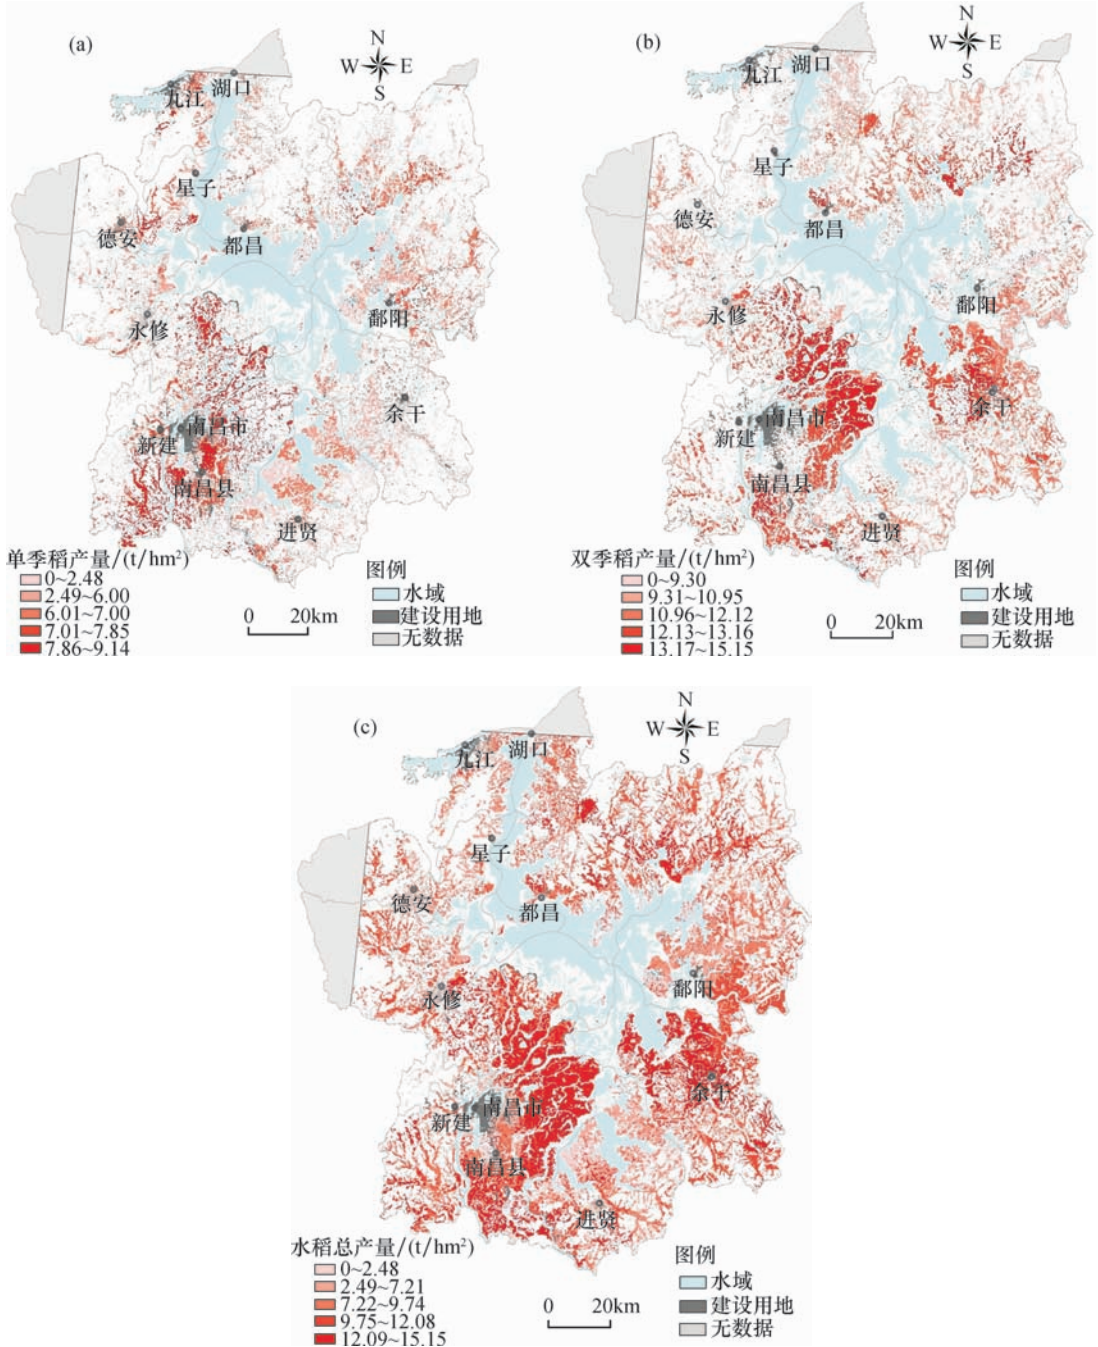 (a)
N
W E
S
湖口
九江
星子
德安
都昌
永修
鄱阳
余干
新建
南昌市
南昌县
进贤
单季稻产量/(t/hm²)
0~2.48
2.49~6.00
6.01~7.00
7.01~7.85
7.86~9.14
0 20km
图例
水域
建设用地
无数据
(b)
N
W E
S
湖口
九江
星子
德安
都昌
永修
鄱阳
余干
新建
南昌市
南昌县
进贤
双季稻产量/(t/hm²)
0~9.30
9.31~10.95
10.96~12.12
12.13~13.16
13.17~15.15
0 20km
图例
水域
建设用地
无数据
(c)
N
W E
S
湖口
九江
星子
德安
都昌
永修
鄱阳
余干
新建
南昌市
南昌县
进贤
水稻总产量/(t/hm²)
0~2.48
2.49~7.21
7.22~9.74
9.75~12.08
12.09~15.15
0 20km
图例
水域
建设用地
无数据